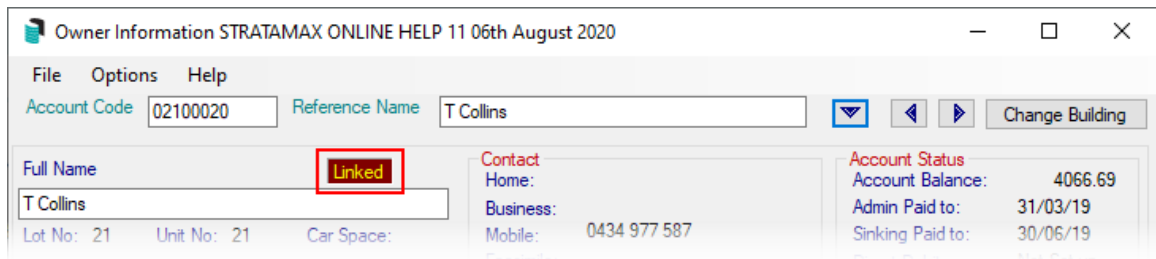 Owner Information STRATAMAX ONLINE HELP 11 06th August 2020
File Options Help
Account Code 02100020 Reference Name T Collins Change Building
Full Name Linked
T Collins
Lot No: 21 Unit No: 21 Car Space:
Contact
Home:
Business:
Mobile: 0434 977 587
Account Status
Account Balance: 4066.69
Admin Paid to: 31/03/19
Sinking Paid to: 30/06/19